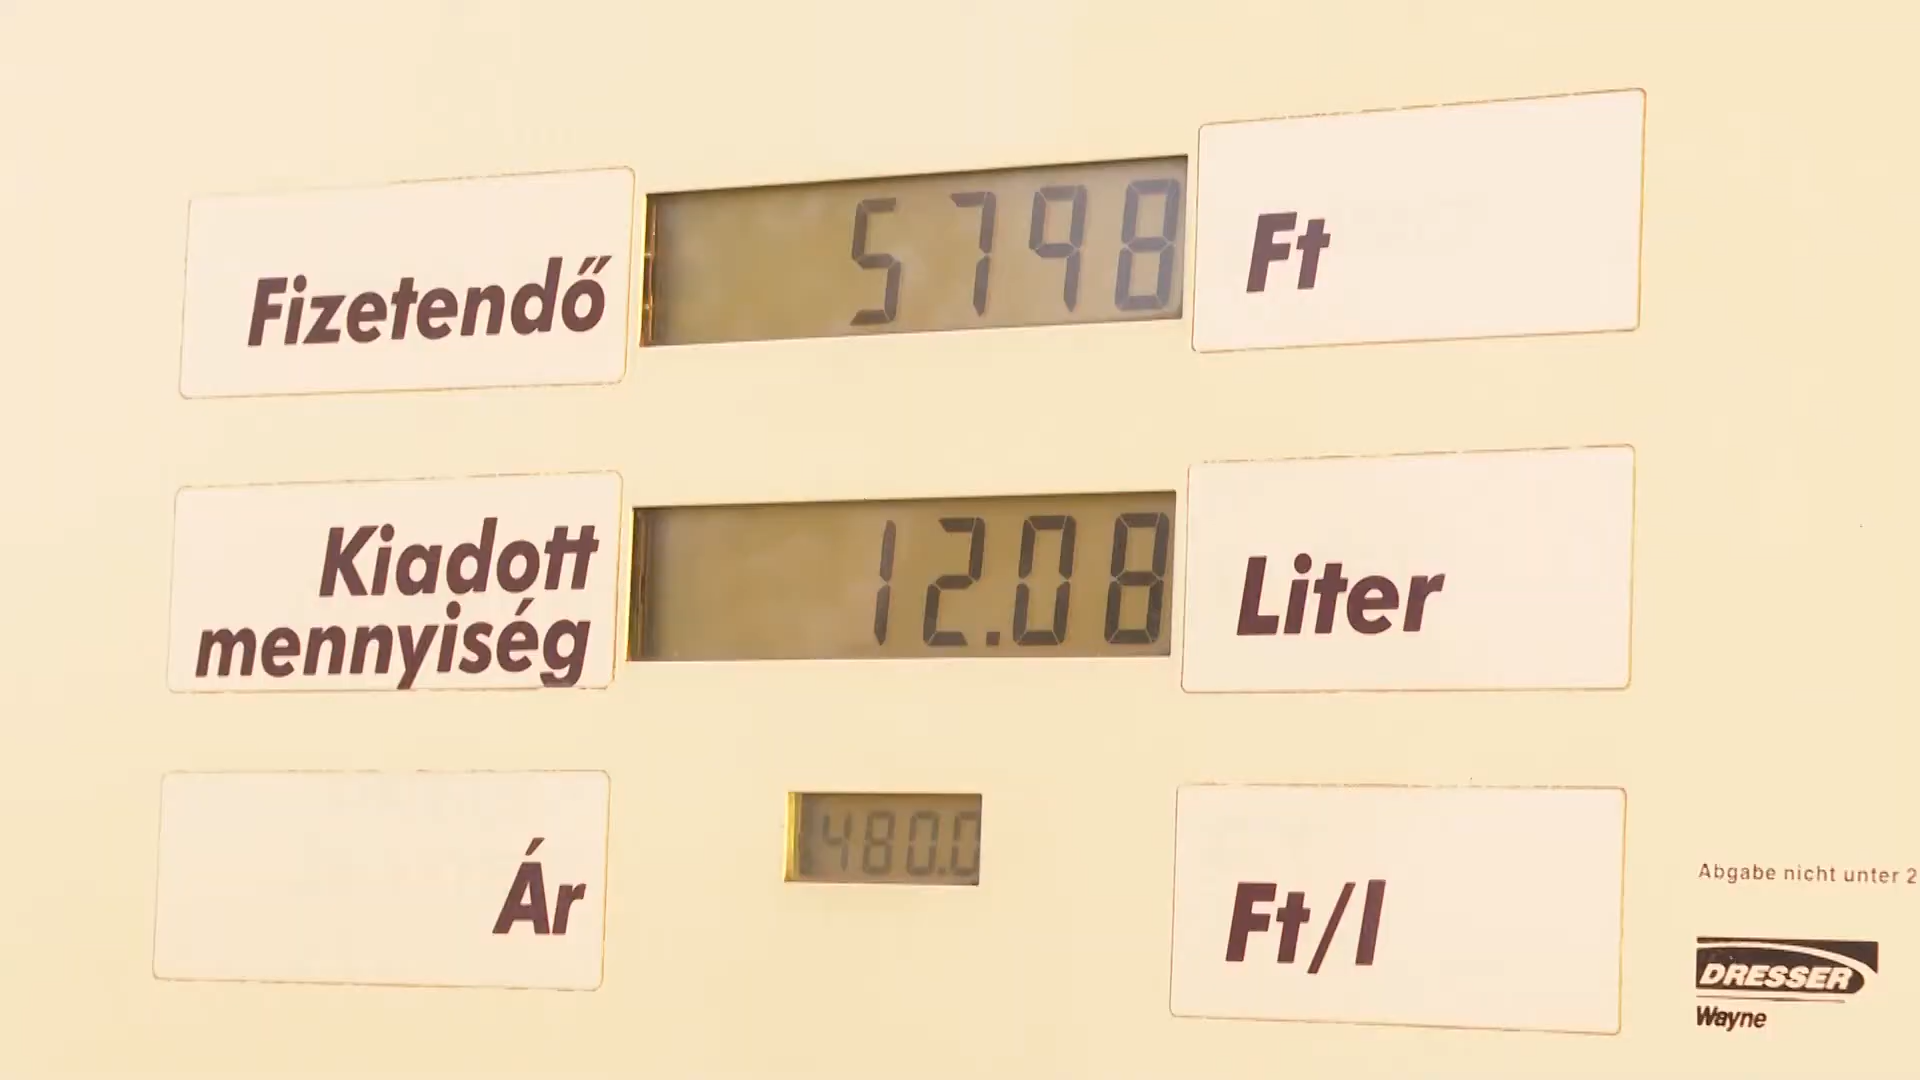 Fizetendő 5798 Ft
Kiadott
mennyiség 12.08 Liter
Ár 480.0 Ft/l
Abgabe nicht unter 2
DRESSER
Wayne